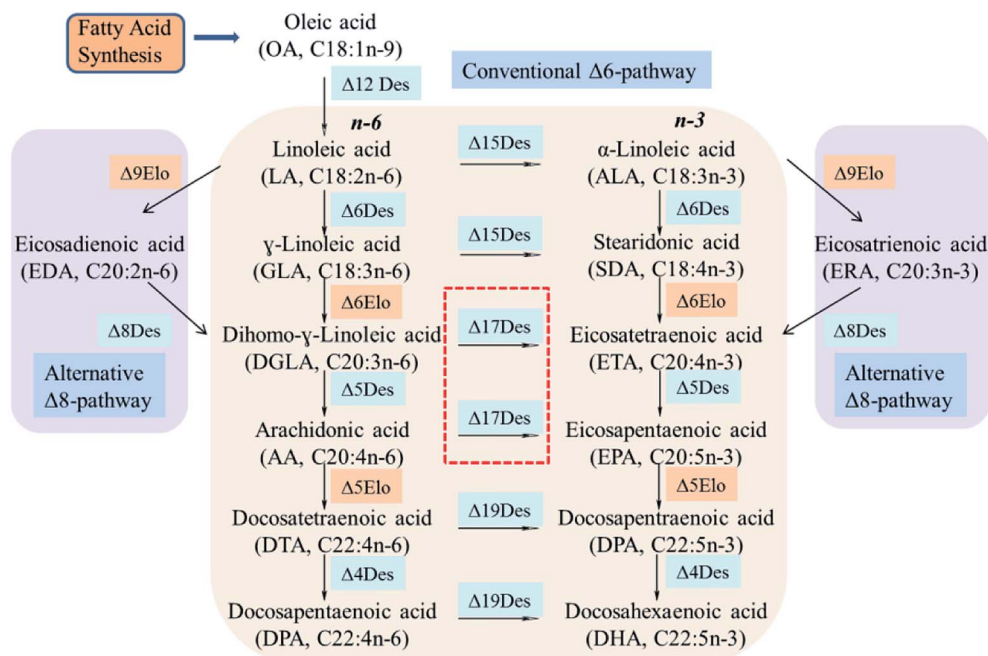 Fatty Acid
Synthesis
Oleic acid
(OA, C18:1n-9)
Δ12 Des
Conventional Δ6-pathway
n-6
n-3
Δ15Des
Linoleic acid
(LA, C18:2n-6)
α-Linoleic acid
(ALA, C18:3n-3)
Δ9Elo
Δ9Elo
Δ6Des
Δ6Des
Δ15Des
Eicosadienoic acid
(EDA, C20:2n-6)
ɣ-Linoleic acid
(GLA, C18:3n-6)
Stearidonic acid
(SDA, C18:4n-3)
Eicosatrienoic acid
(ERA, C20:3n-3)
Δ6Elo
Δ6Elo
Δ8Des
Δ17Des
Δ8Des
Dihomo-ɣ-Linoleic acid
(DGLA, C20:3n-6)
Eicosatetraenoic acid
(ETA, C20:4n-3)
Alternative
Δ8-pathway
Alternative
Δ8-pathway
Δ5Des
Δ5Des
Δ17Des
Arachidonic acid
(AA, C20:4n-6)
Eicosapentaenoic acid
(EPA, C20:5n-3)
Δ5Elo
Δ5Elo
Δ19Des
Docosatetraenoic acid
(DTA, C22:4n-6)
Docosapentraenoic acid
(DPA, C22:5n-3)
Δ4Des
Δ4Des
Δ19Des
Docosapentaenoic acid
(DPA, C22:4n-6)
Docosahexaenoic acid
(DHA, C22:5n-3)